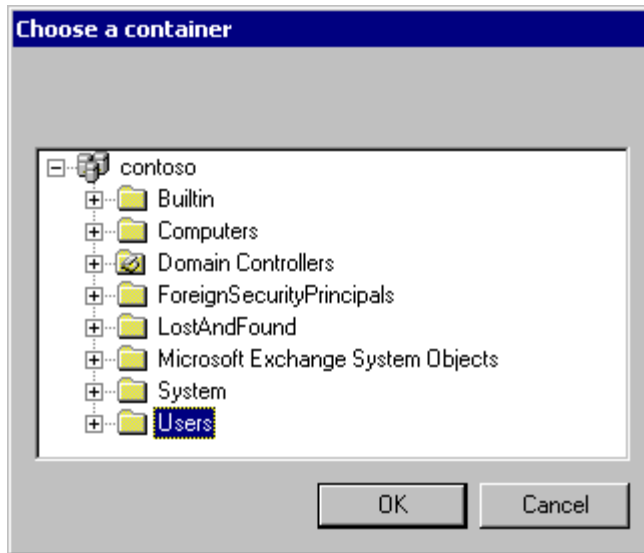 Choose a container
contoso
Builtin
Computers
Domain Controllers
ForeignSecurityPrincipals
LostAndFound
Microsoft Exchange System Objects
System
Users
OK
Cancel